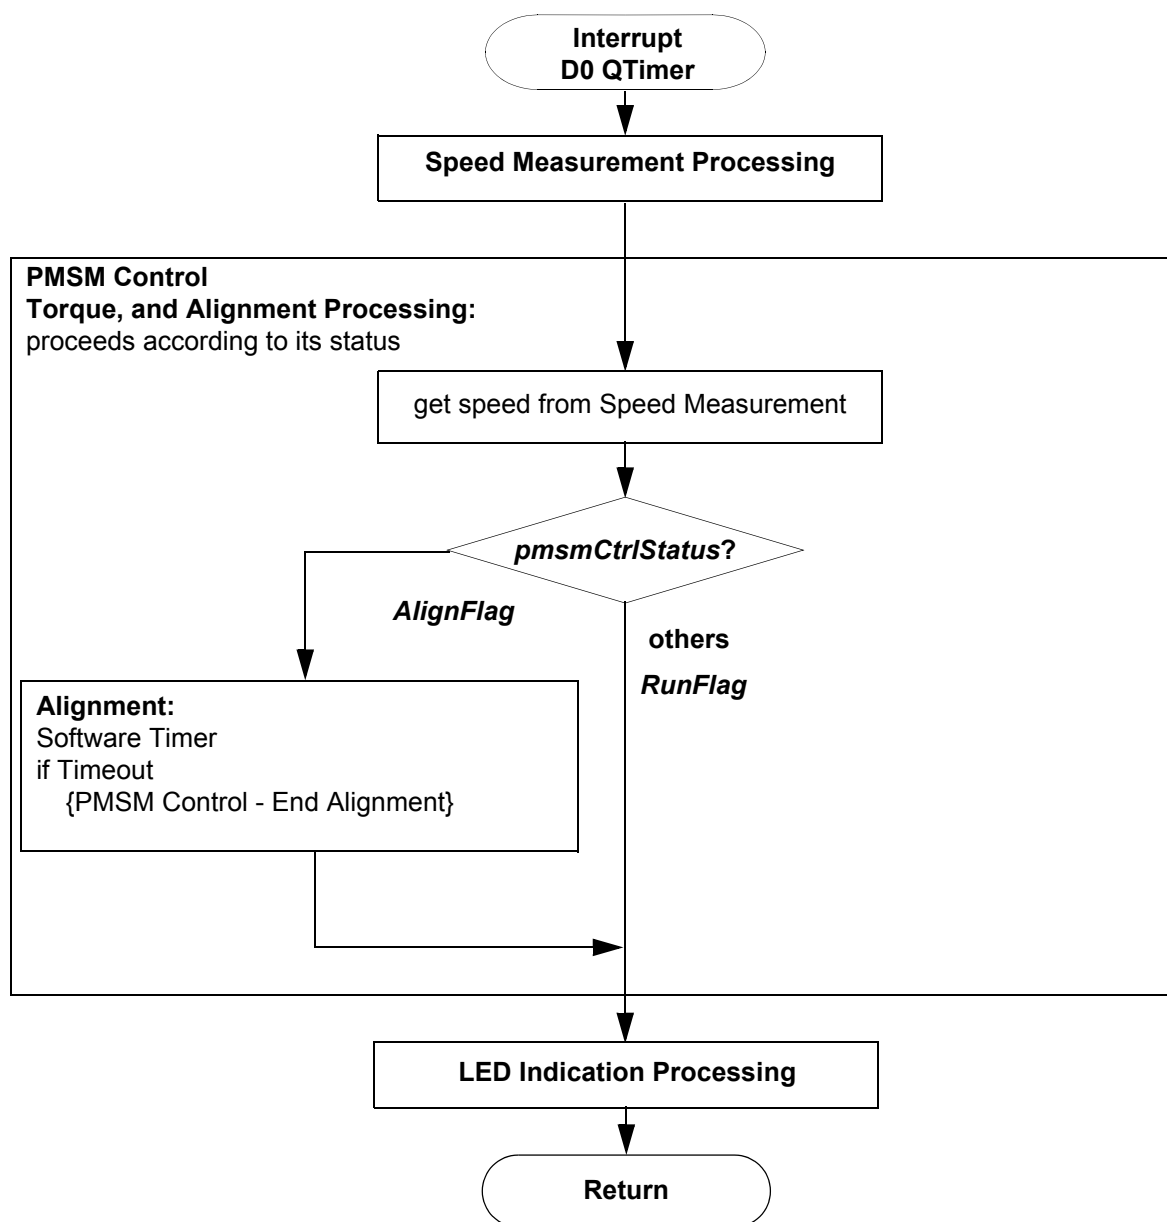 Interrupt
D0 QTimer
Speed Measurement Processing
PMSM Control
Torque, and Alignment Processing:
proceeds according to its status
get speed from Speed Measurement
pmsmCtrlStatus?
AlignFlag
others
RunFlag
Alignment:
Software Timer
if Timeout
{PMSM Control - End Alignment}
LED Indication Processing
Return